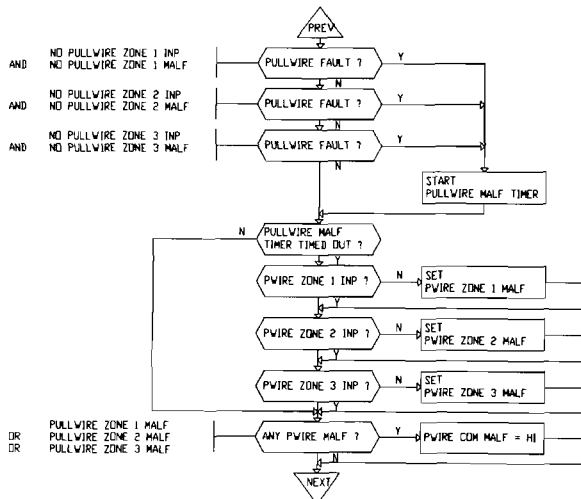 PREV
NO PULLWIRE ZONE 1 INP
AND NO PULLWIRE ZONE 1 MALF
PULLWIRE FAULT ?
Y
N
NO PULLWIRE ZONE 2 INP
AND NO PULLWIRE ZONE 2 MALF
PULLWIRE FAULT ?
Y
N
NO PULLWIRE ZONE 3 INP
AND NO PULLWIRE ZONE 3 MALF
PULLWIRE FAULT ?
Y
N
START
PULLWIRE MALF TIMER
N
PULLWIRE MALF
TIMER TIMED OUT ?
Y
PWIRE ZONE 1 INP ?
N
SET
PWIRE ZONE 1 MALF
Y
PWIRE ZONE 2 INP ?
N
SET
PWIRE ZONE 2 MALF
Y
PWIRE ZONE 3 INP ?
N
SET
PWIRE ZONE 3 MALF
Y
PULLWIRE ZONE 1 MALF
OR PULLWIRE ZONE 2 MALF
OR PULLWIRE ZONE 3 MALF
ANY PWIRE MALF ?
Y
PWIRE COM MALF = HI
N
NEXT